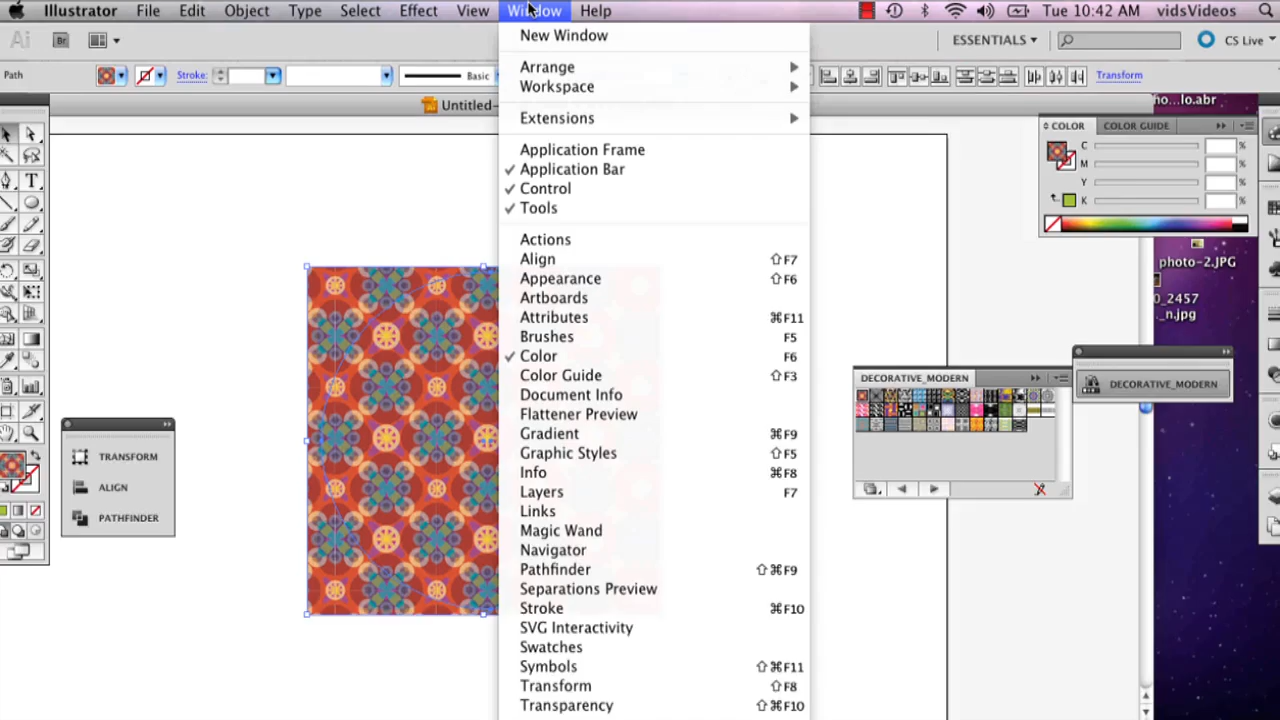 Illustrator File Edit Object Type Select Effect View Window Help Tue 10:42 AM vidsVideos
Ai Br ESSENTIALS CS Live
Path Stroke: Basic Transform
Untitled-
lo.abr
New Window
Arrange
Workspace
Extensions
Application Frame
Application Bar
Control
Tools
Actions
Align ⇧F7
Appearance ⇧F6
Artboards
Attributes ⌘F11
Brushes F5
Color F6
Color Guide ⇧F3
Document Info
Flattener Preview
Gradient ⌘F9
Graphic Styles ⇧F5
Info ⌘F8
Layers F7
Links
Magic Wand
Navigator
Pathfinder ⇧⌘F9
Separations Preview
Stroke ⌘F10
SVG Interactivity
Swatches
Symbols ⇧⌘F11
Transform ⇧F8
Transparency ⇧⌘F10
COLOR COLOR GUIDE
C %
M %
Y %
K %
photo-2.JPG
0_2457
_n.jpg
DECORATIVE_MODERN
DECORATIVE_MODERN
TRANSFORM
ALIGN
PATHFINDER
T